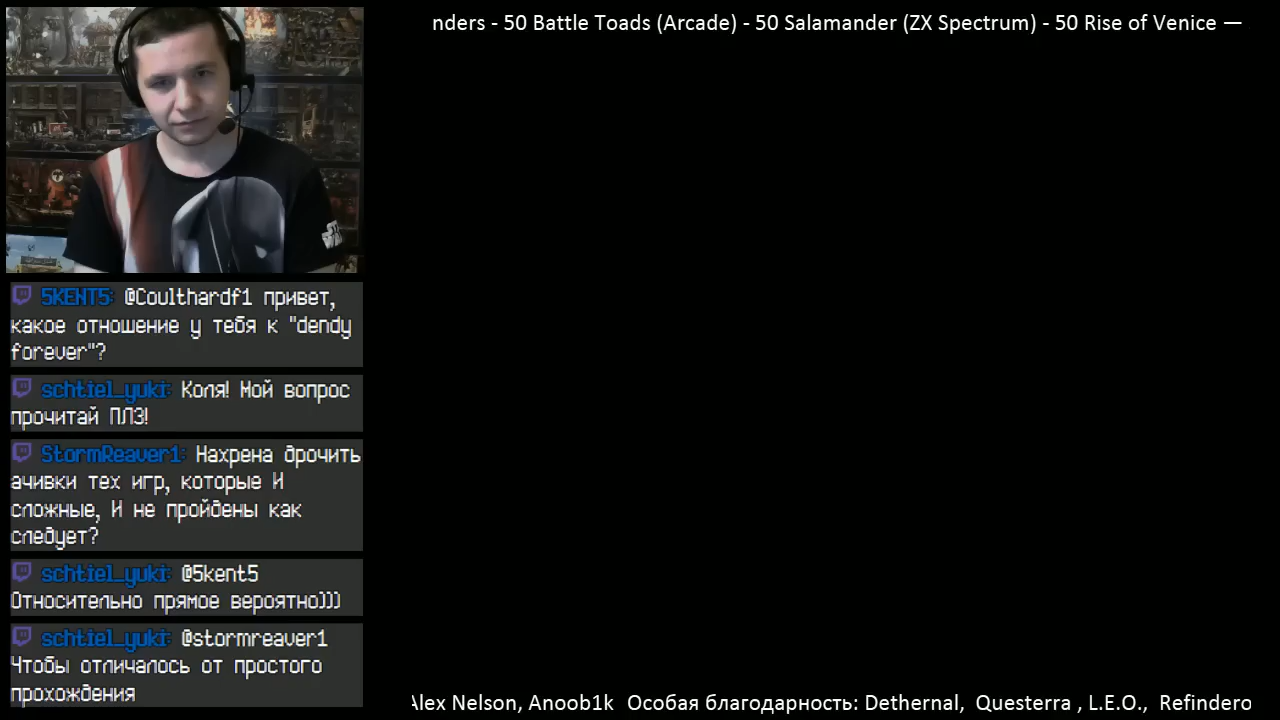 nders - 50 Battle Toads (Arcade) - 50 Salamander (ZX Spectrum) - 50 Rise of Venice —
5KENT5: @Coulthardf1 привет,
какое отношение у тебя к "dendy
forever"?
schtiel_yuki: Коля! Мой вопрос
прочитай ПЛЗ!
StormReaver1: Нахрена дрочить
ачивки тех игр, которые И
сложные, И не пройдены как
следует?
schtiel_yuki: @5kent5
Относительно прямое вероятно)))
schtiel_yuki: @stormreaver1
Чтобы отличалось от простого
прохождения
Alex Nelson, Anoob1k Особая благодарность: Dethernal, Questerra , L.E.O., Refindero